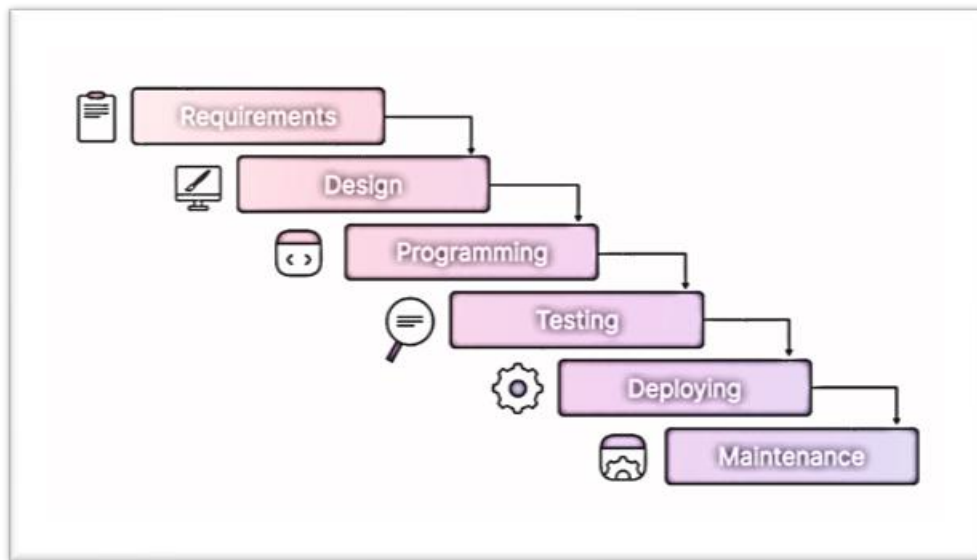 Requirements
Design
Programming
Testing
Deploying
Maintenance